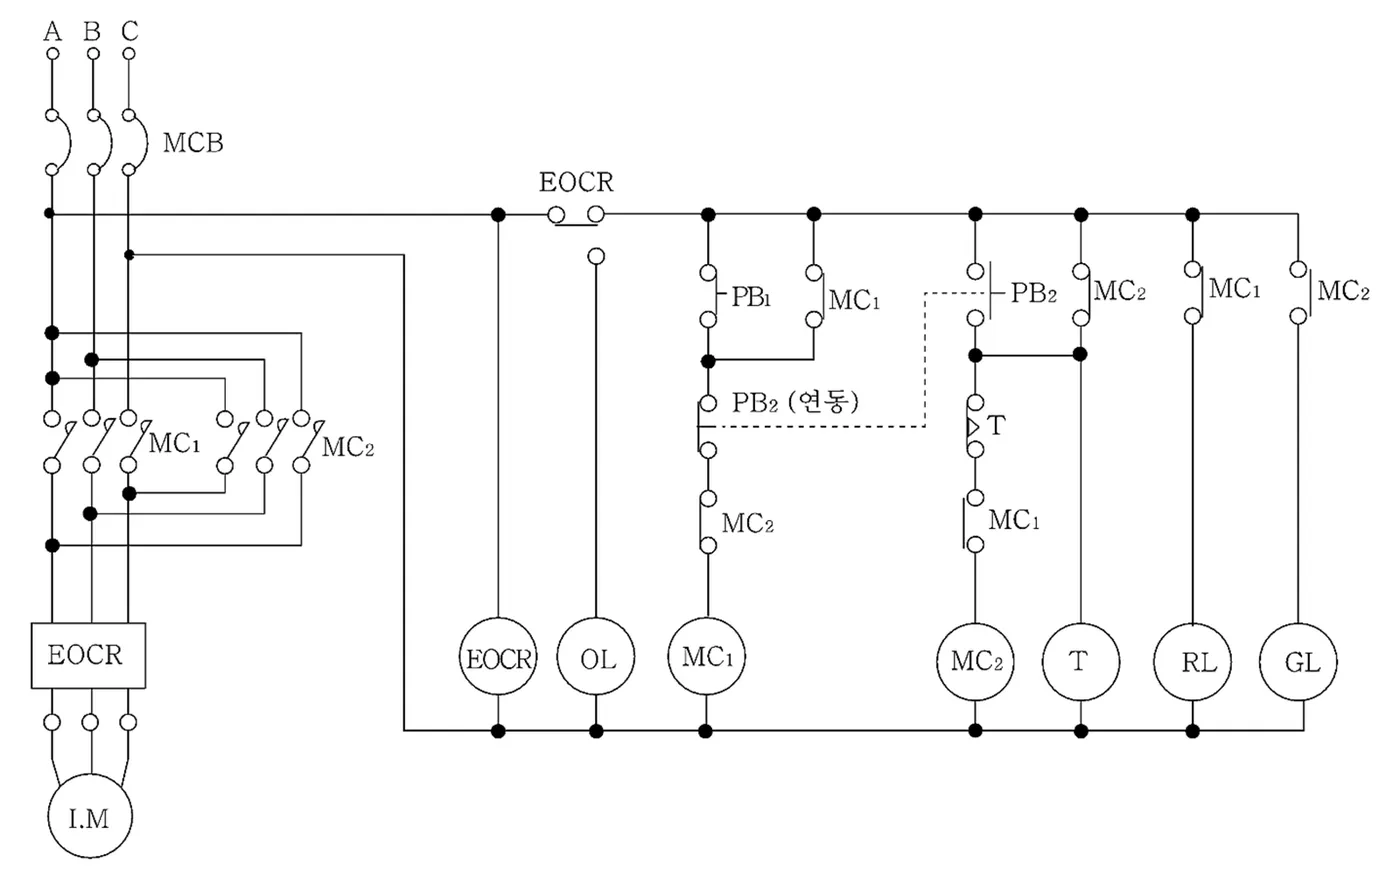 A B C
MCB
EOCR
PB₁
MC₁
PB₂
MC₂
MC₁
MC₂
PB₂ (연동)
T
MC₁
MC₂
MC₂
MC₁
EOCR
EOCR
OL
MC₁
MC₂
T
RL
GL
I.M